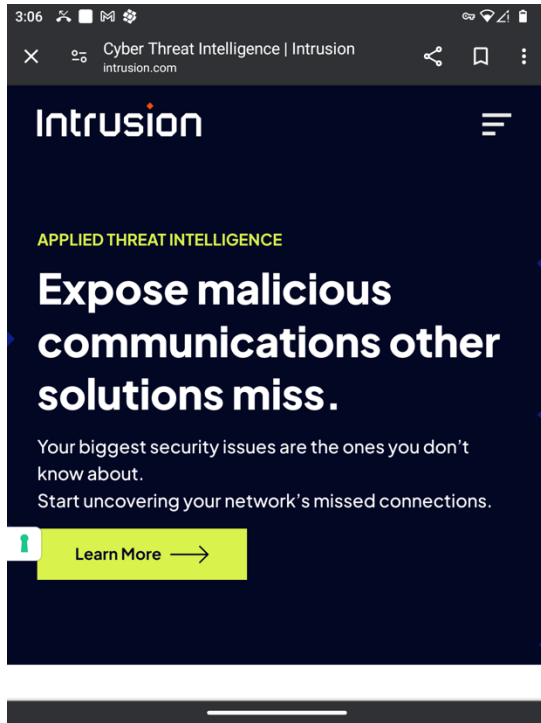 3:06
Cyber Threat Intelligence | Intrusion
intrusion.com
Intrusion
APPLIED THREAT INTELLIGENCE
Expose malicious
communications other
solutions miss.
Your biggest security issues are the ones you don't
know about.
Start uncovering your network's missed connections.
Learn More